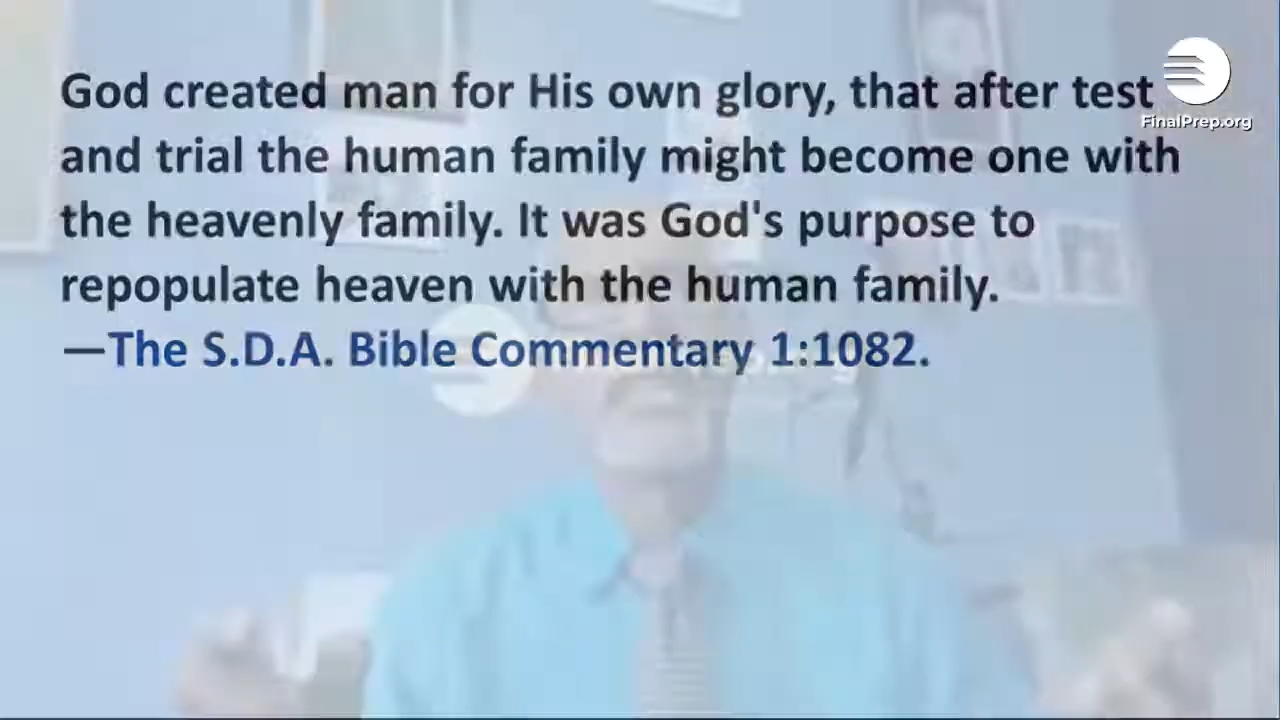 God created man for His own glory, that after test
and trial the human family might become one with
the heavenly family. It was God's purpose to
repopulate heaven with the human family.
—The S.D.A. Bible Commentary 1:1082.
FinalPrep.org